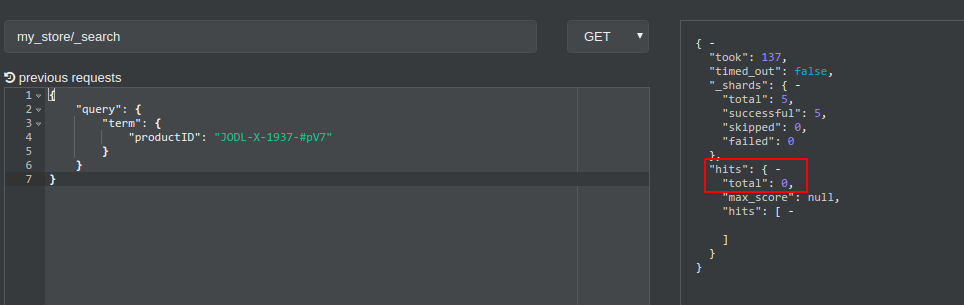 my_store/_search
GET
previous requests
1 {
2 "query": {
3 "term": {
4 "productID": "JODL-X-1937-#pV7"
5 }
6 }
7 }
{ -
"took": 137,
"timed_out": false,
"_shards": { -
"total": 5,
"successful": 5,
"skipped": 0,
"failed": 0
},
"hits": { -
"total": 0,
"max_score": null,
"hits": [ -
]
}
}